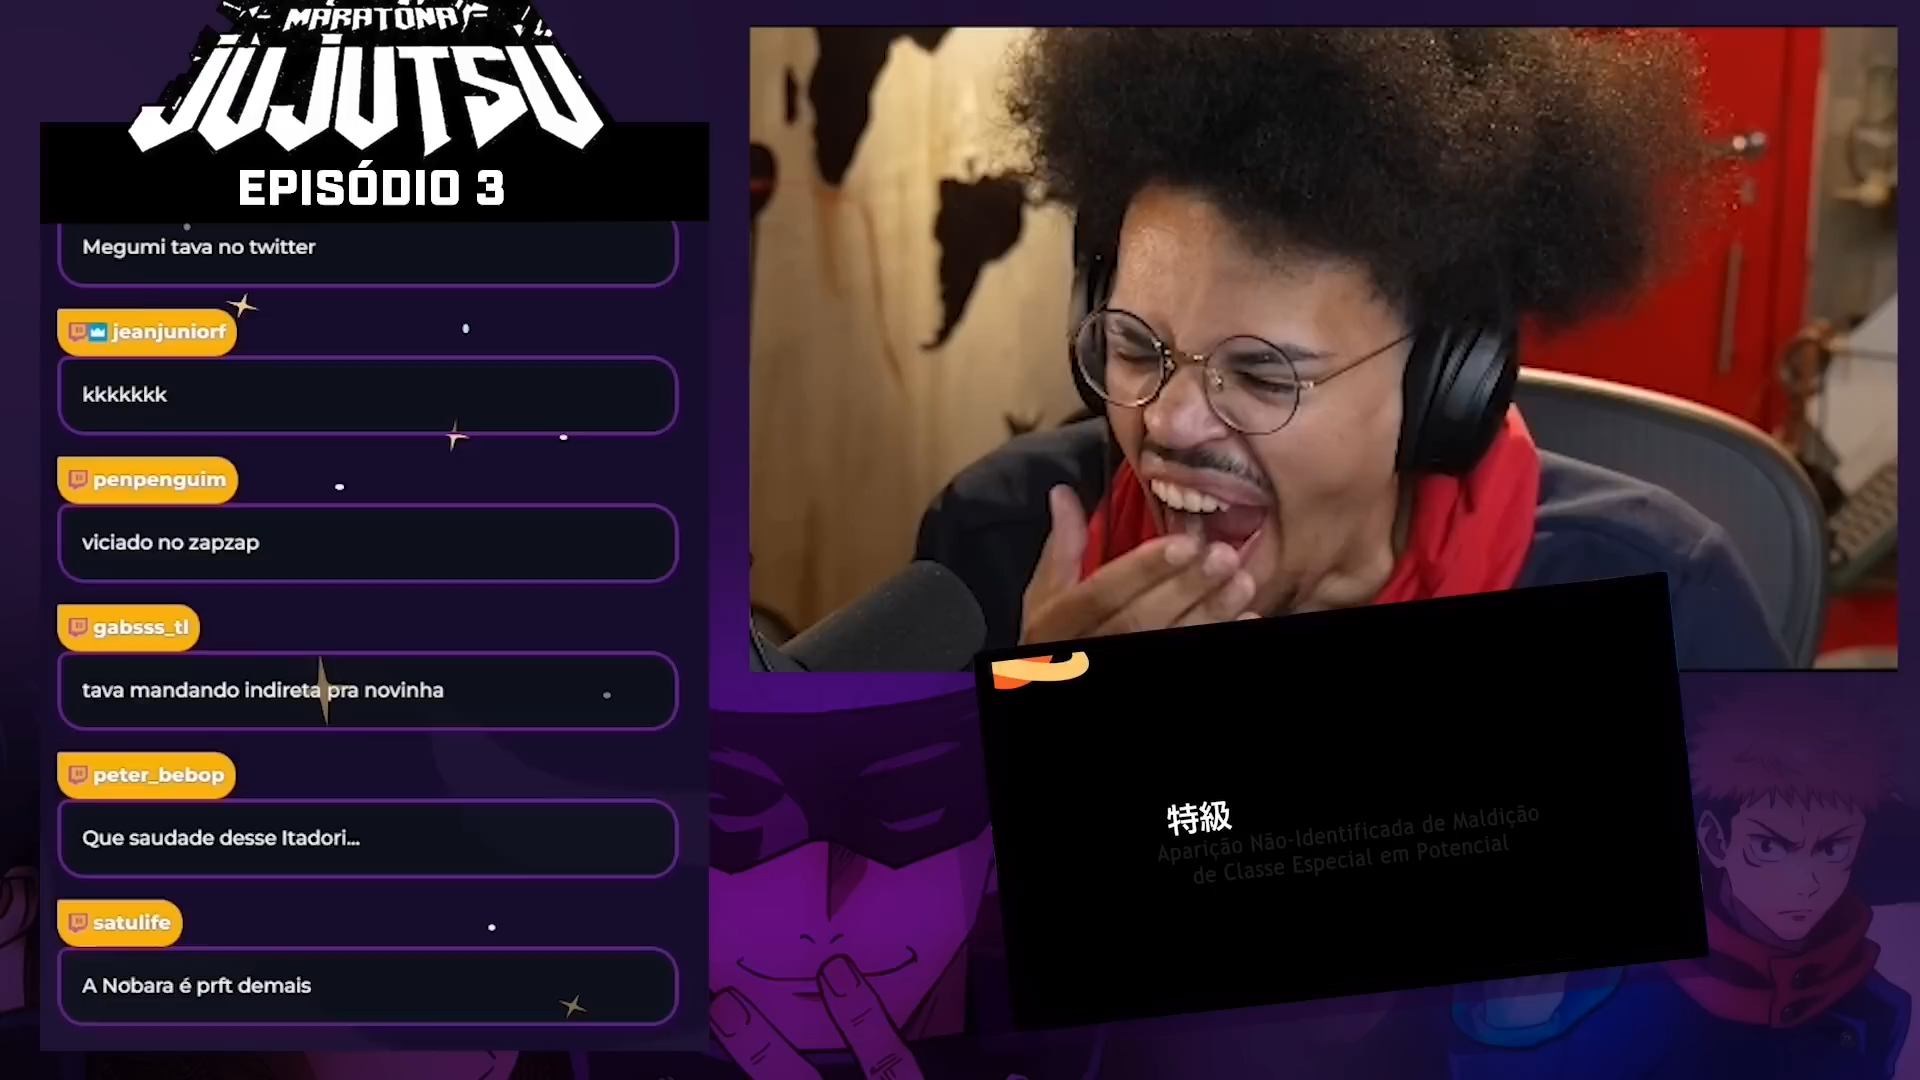 MARATONA
JUJUTSU
EPISÓDIO 3
Megumi tava no twitter
jeanjuniorf
kkkkkkk
penpenguim
viciado no zapzap
gabsss_tl
tava mandando indireta pra novinha
peter_bebop
Que saudade desse Itadori...
satulife
A Nobara é prft demais
特級
Aparição Não-Identificada de Maldição
de Classe Especial em Potencial